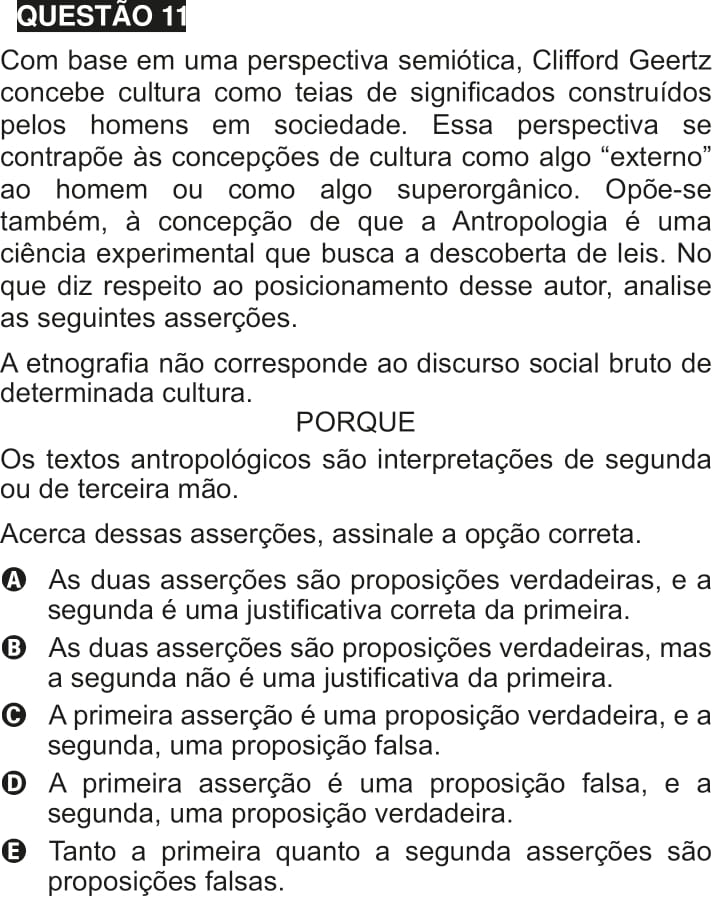 QUESTÃO 11
Com base em uma perspectiva semiótica, Clifford Geertz
concebe cultura como teias de significados construídos
pelos homens em sociedade. Essa perspectiva se
contrapõe às concepções de cultura como algo “externo”
ao homem ou como algo superorgânico. Opõe-se
também, à concepção de que a Antropologia é uma
ciência experimental que busca a descoberta de leis. No
que diz respeito ao posicionamento desse autor, analise
as seguintes asserções.
A etnografia não corresponde ao discurso social bruto de
determinada cultura.
PORQUE
Os textos antropológicos são interpretações de segunda
ou de terceira mão.
Acerca dessas asserções, assinale a opção correta.
A As duas asserções são proposições verdadeiras, e a
segunda é uma justificativa correta da primeira.
B As duas asserções são proposições verdadeiras, mas
a segunda não é uma justificativa da primeira.
C A primeira asserção é uma proposição verdadeira, e a
segunda, uma proposição falsa.
D A primeira asserção é uma proposição falsa, e a
segunda, uma proposição verdadeira.
E Tanto a primeira quanto a segunda asserções são
proposições falsas.